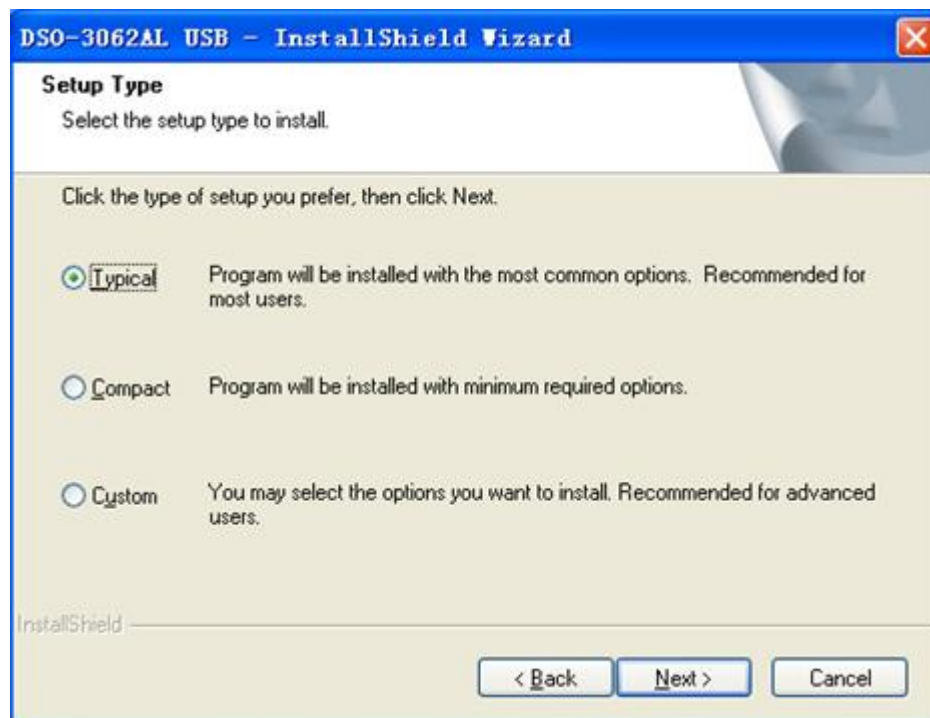 DSO-3062AL USB - InstallShield Wizard
Setup Type
Select the setup type to install.
Click the type of setup you prefer, then click Next.
Typical
Program will be installed with the most common options. Recommended for
most users.
Compact
Program will be installed with minimum required options.
Custom
You may select the options you want to install. Recommended for advanced
users.
InstallShield
< Back
Next >
Cancel